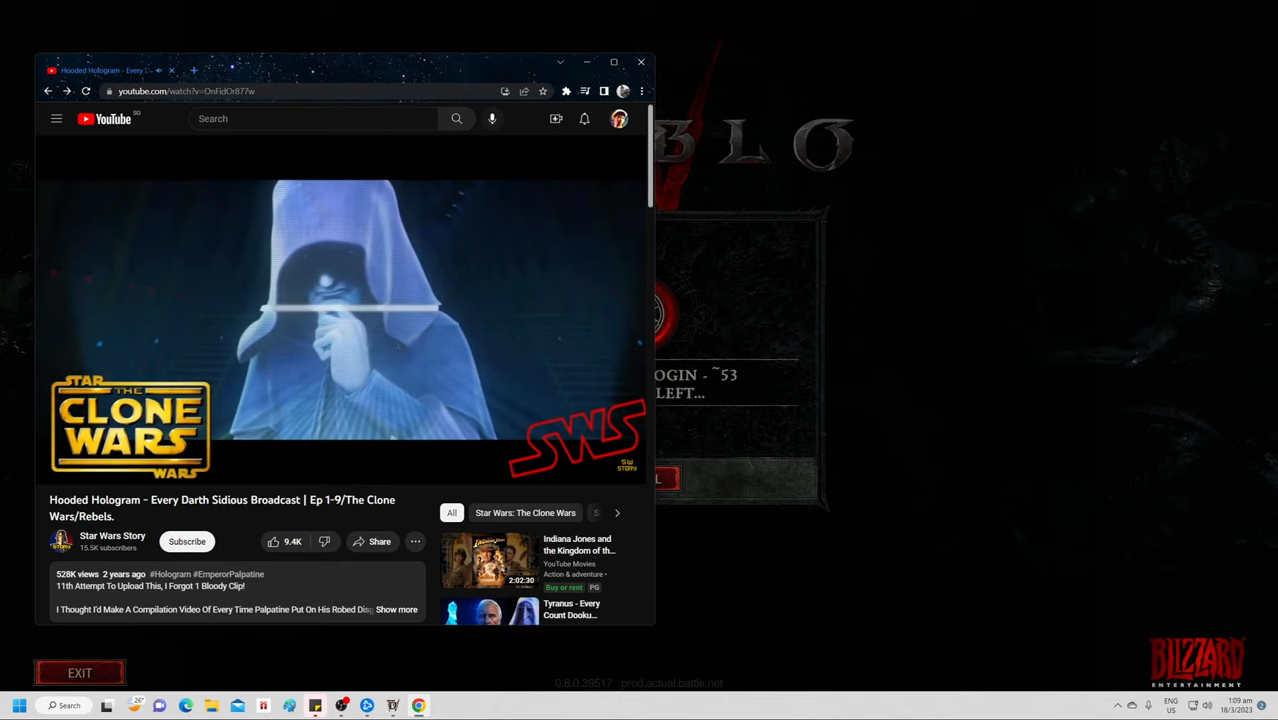 Hooded Hologram - Every D
youtube.com/watch?v=OnFidOr877w
YouTube SG
Search
STAR
THE
CLONE
WARS
WARS
SWS
S.W
STORY
Hooded Hologram - Every Darth Sidious Broadcast | Ep 1-9/The Clone
Wars/Rebels.
Star Wars Story
15.5K subscribers
Subscribe
9.4K
Share
528K views 2 years ago #Hologram #EmperorPalpatine
11th Attempt To Upload This, I Forgot 1 Bloody Clip!
I Thought I'd Make A Compilation Video Of Every Time Palpatine Put On His Robed Disg Show more
All
Star Wars: The Clone Wars
S
Indiana Jones and
the Kingdom of th...
YouTube Movies
Action & adventure •
Buy or rent PG
2:02:30
Tyranus - Every
Count Dooku...
BLO
OGIN - ~53
LEFT...
L
EXIT
0.8.0.39517 prod.actual.battle.net
BLIZZARD
ENTERTAINMENT
Search
26°
ENG
US
1:09 am
18/3/2023
2